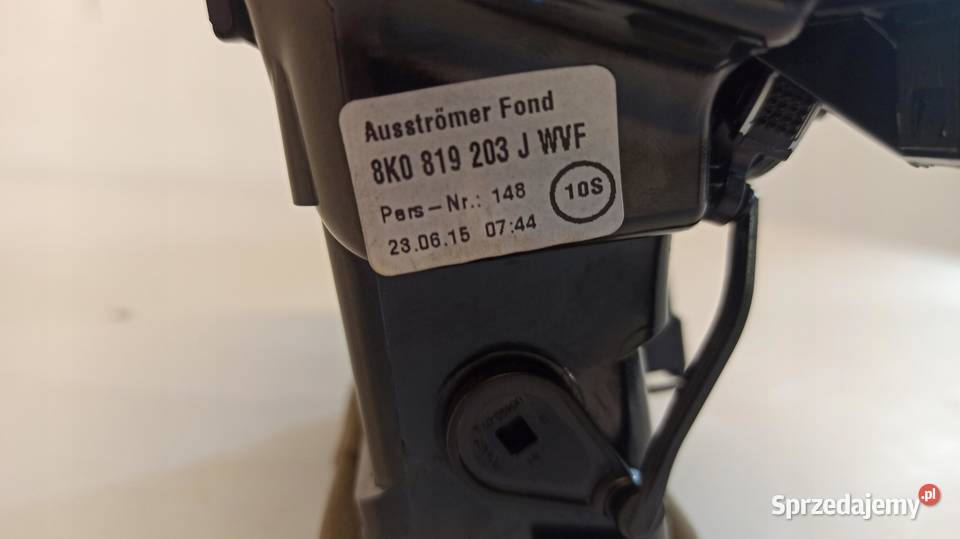 Ausströmer Fond
8K0 819 203 J WVF
Pers-Nr.: 148
10S
23.06.15 07:44
Sprzedajemy.pl